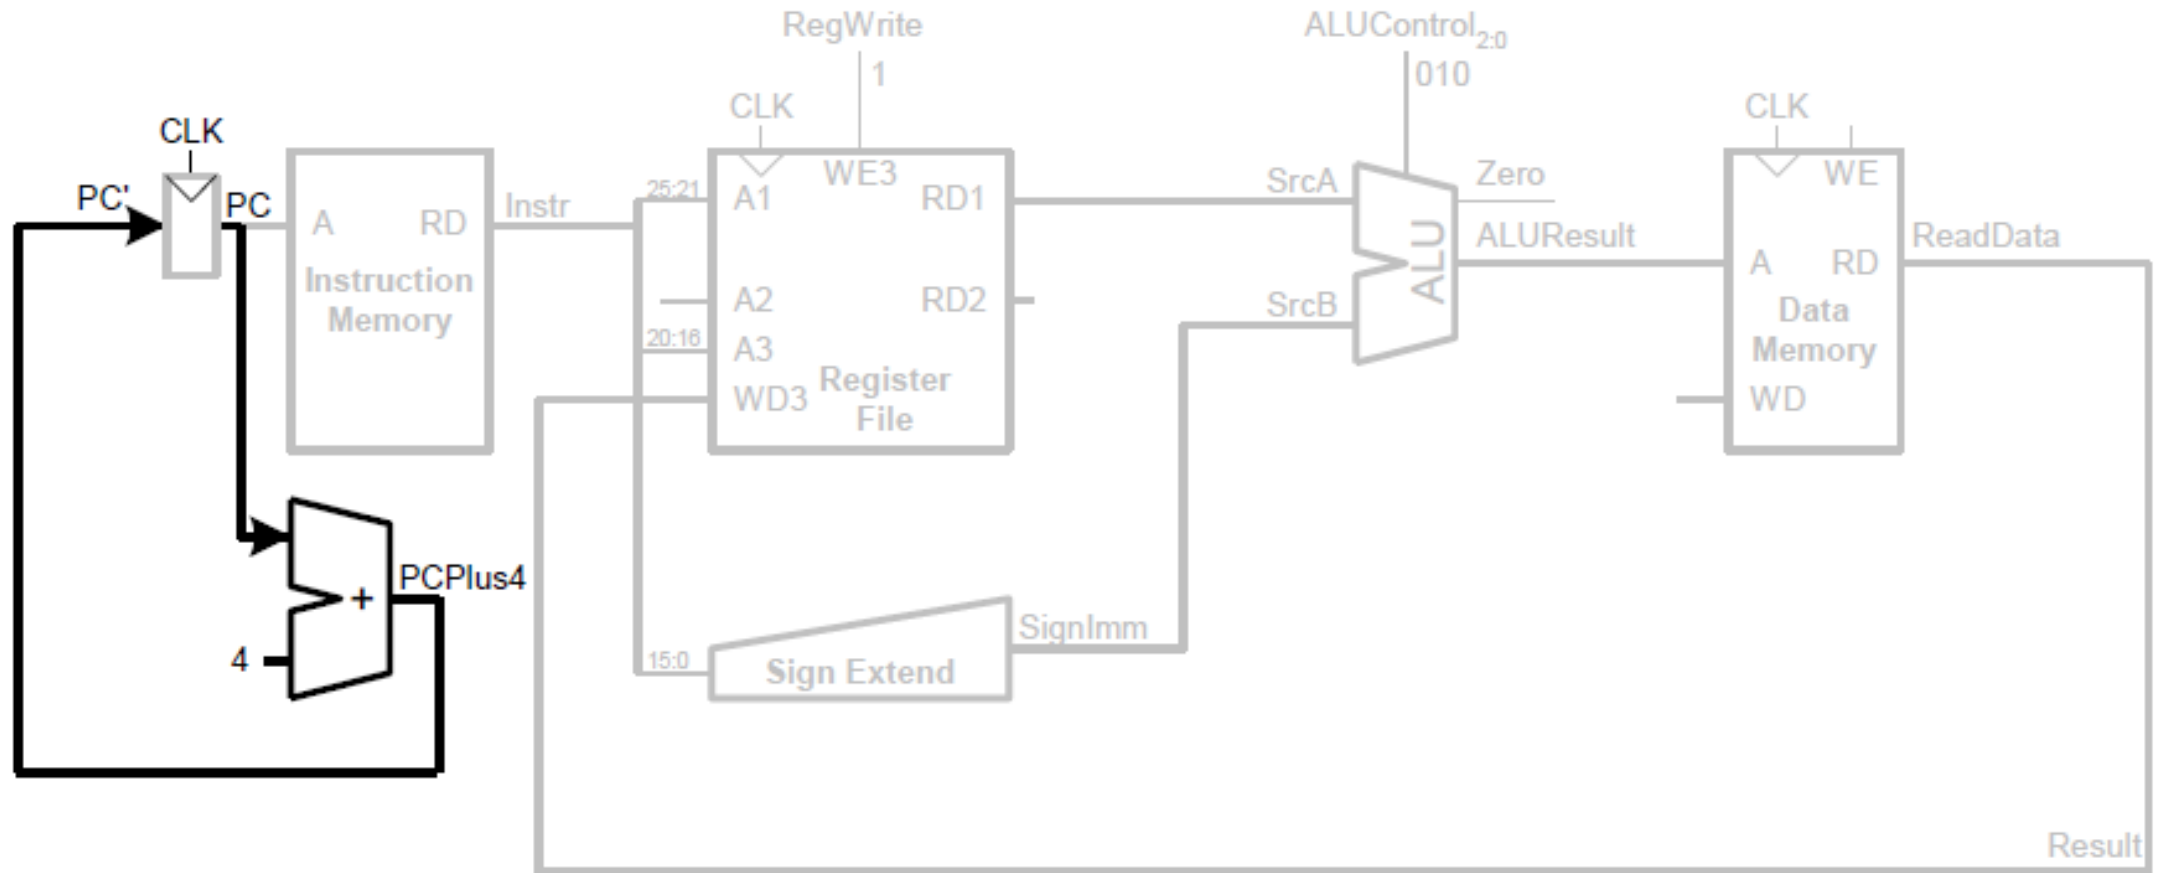 RegWrite
1
ALUControl2:0
010
CLK
PC'
PC
A
RD
Instruction
Memory
Instr
25:21
20:16
15:0
CLK
WE3
A1
RD1
A2
RD2
A3
WD3
Register
File
SrcA
SrcB
ALU
Zero
ALUResult
CLK
WE
A
RD
Data
Memory
WD
ReadData
4
+
PCPlus4
Sign Extend
SignImm
Result